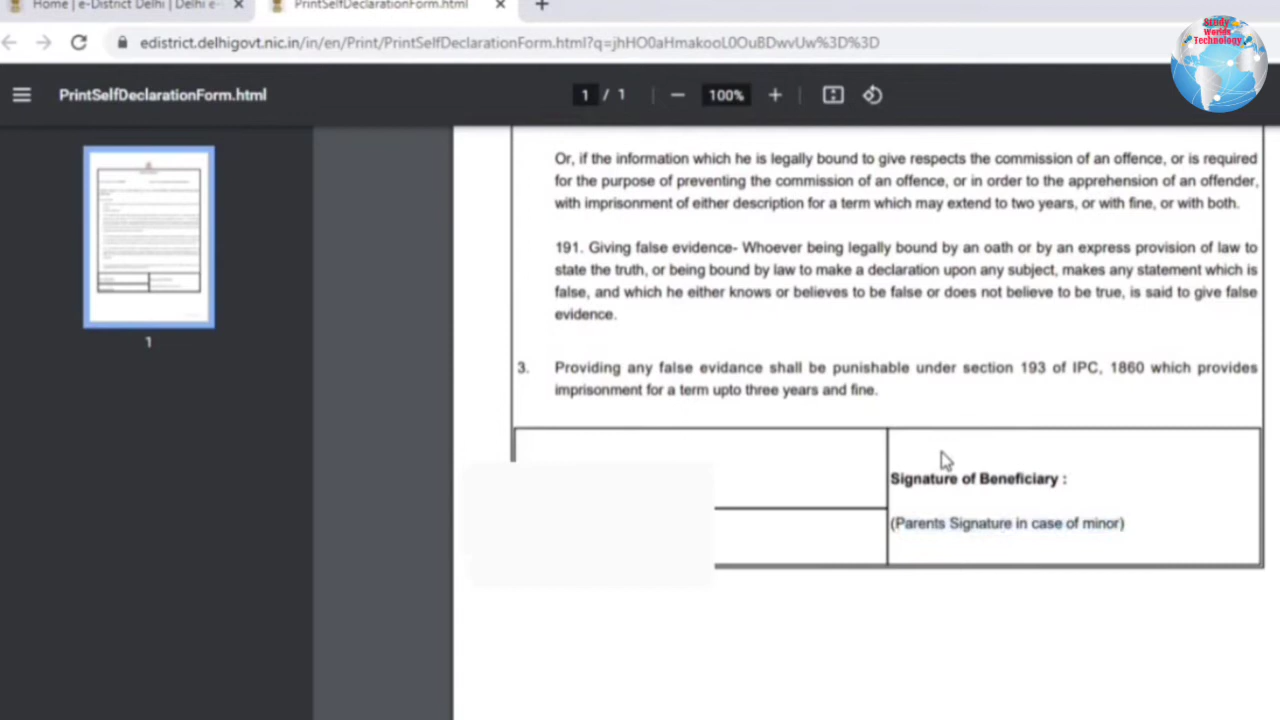 Home | e-District Delhi | Delhi e-
PrintSelfDeclarationForm.html
edistrict.delhigovt.nic.in/in/en/Print/PrintSelfDeclarationForm.html?q=jhHO0aHmakooL0OuBDwvUw%3D%3D
Study
Worlds
Technology
PrintSelfDeclarationForm.html
1 / 1
100%
Or, if the information which he is legally bound to give respects the commission of an offence, or is required
for the purpose of preventing the commission of an offence, or in order to the apprehension of an offender,
with imprisonment of either description for a term which may extend to two years, or with fine, or with both.
191. Giving false evidence- Whoever being legally bound by an oath or by an express provision of law to
state the truth, or being bound by law to make a declaration upon any subject, makes any statement which is
false, and which he either knows or believes to be false or does not believe to be true, is said to give false
evidence.
3. Providing any false evidance shall be punishable under section 193 of IPC, 1860 which provides
imprisonment for a term upto three years and fine.
Signature of Beneficiary :
(Parents Signature in case of minor)
1